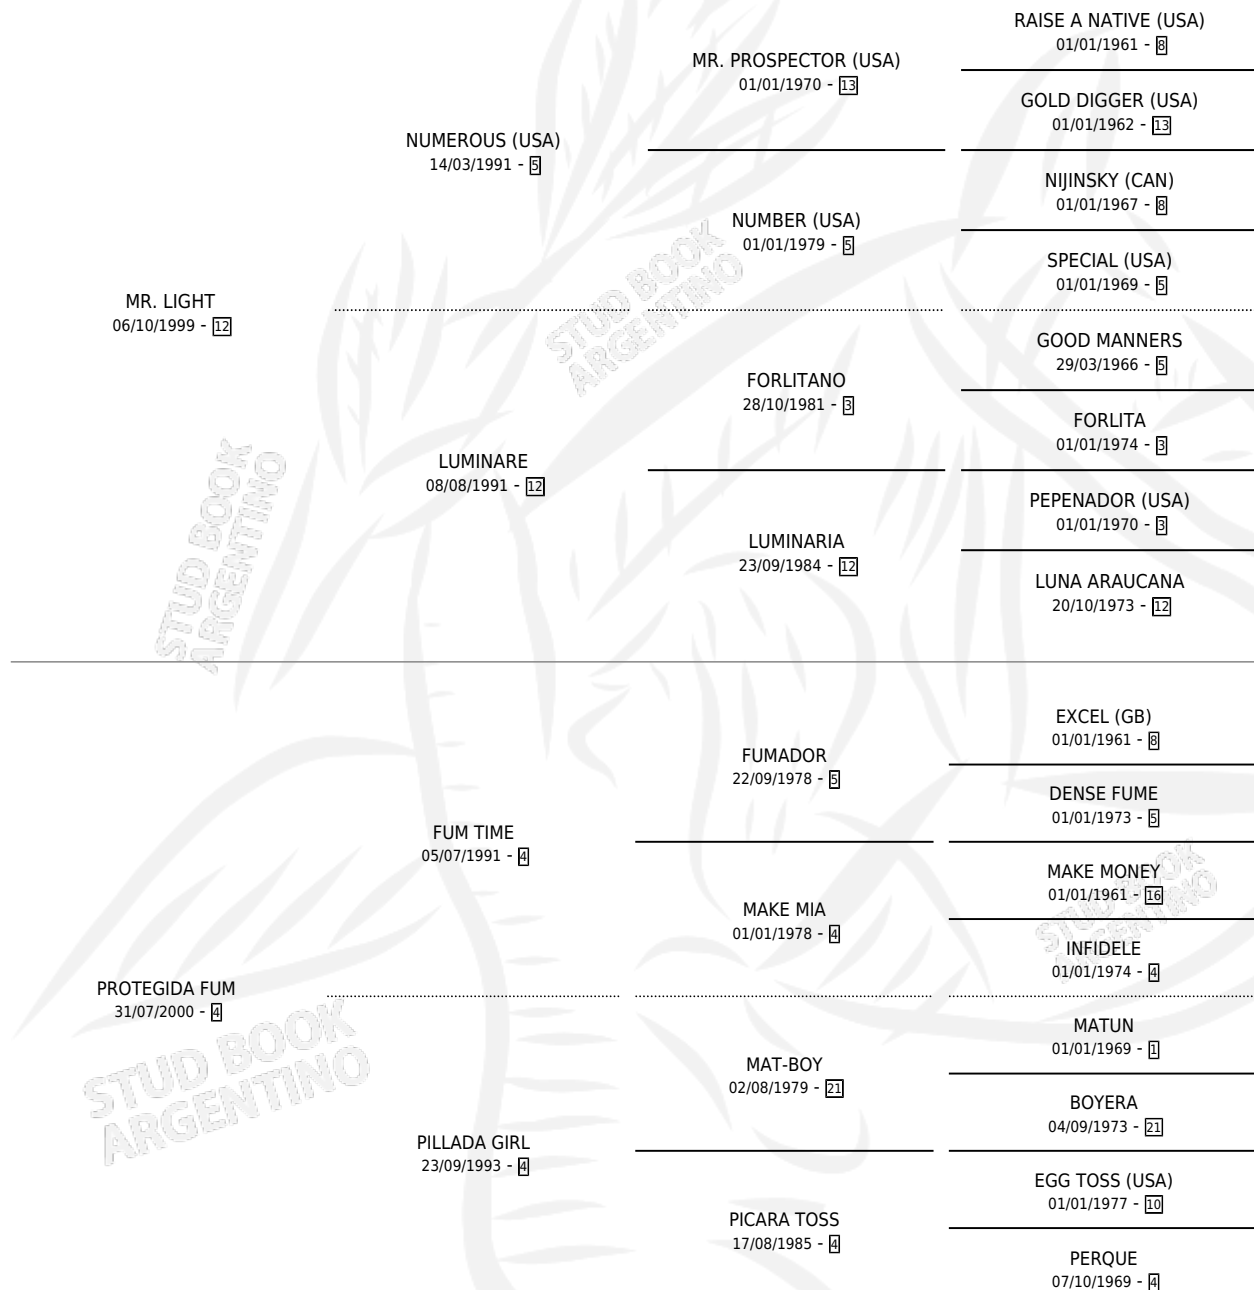 RAISE A NATIVE (USA)
01/01/1961 - 8
MR. PROSPECTOR (USA)
01/01/1970 - 13
GOLD DIGGER (USA)
01/01/1962 - 13
NUMEROUS (USA)
14/03/1991 - 5
NIJINSKY (CAN)
01/01/1967 - 8
NUMBER (USA)
01/01/1979 - 5
SPECIAL (USA)
01/01/1969 - 5
MR. LIGHT
06/10/1999 - 12
GOOD MANNERS
29/03/1966 - 5
FORLITANO
28/10/1981 - 3
FORLITA
01/01/1974 - 3
LUMINARE
08/08/1991 - 12
PEPENADOR (USA)
01/01/1970 - 3
LUMINARIA
23/09/1984 - 12
LUNA ARAUCANA
20/10/1973 - 12
EXCEL (GB)
01/01/1961 - 8
FUMADOR
22/09/1978 - 5
DENSE FUME
01/01/1973 - 5
FUM TIME
05/07/1991 - 4
MAKE MONEY
01/01/1961 - 16
MAKE MIA
01/01/1978 - 4
INFIDELE
01/01/1974 - 4
PROTEGIDA FUM
31/07/2000 - 4
MATUN
01/01/1969 - 1
MAT-BOY
02/08/1979 - 21
BOYERA
04/09/1973 - 21
PILLADA GIRL
23/09/1993 - 4
EGG TOSS (USA)
01/01/1977 - 10
PICARA TOSS
17/08/1985 - 4
PERQUE
07/10/1969 - 4
STUD BOOK
ARGENTINO
STUD BOOK
ARGENTINO
STUD BOOK
ARGENTINO
STUD BOOK
ARGENTINO